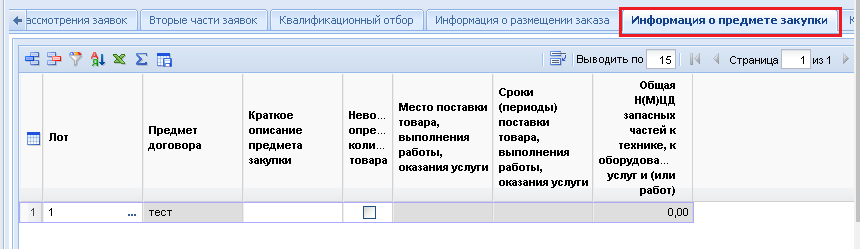 ассмотрения заявок Вторые части заявок Квалификационный отбор Информация о размещении заказа Информация о предмете закупки К
Выводить по 15 Страница 1 из 1
Лот
Предмет
договора
Краткое
описание
предмета
закупки
Нево...
опре...
коли...
товара
Место поставки
товара,
выполнения
работы,
оказания услуги
Сроки
(периоды)
поставки
товара,
выполнения
работы,
оказания услуги
Общая
Н(М)ЦД
запасных
частей к
технике, к
оборудова...
услуг и (или
работ)
1 1 ... тест 0,00